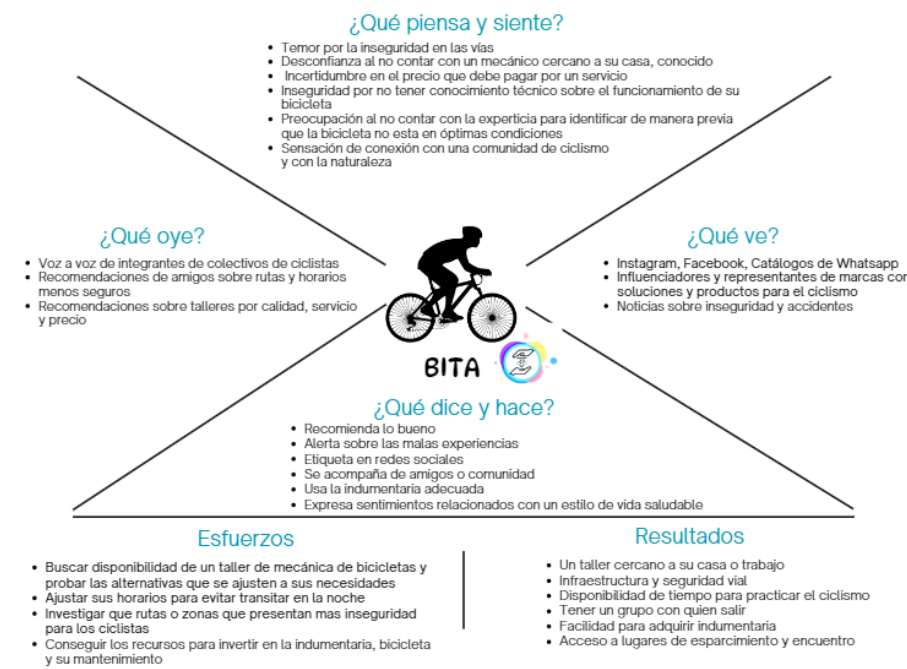 ¿Qué piensa y siente?
• Temor por la inseguridad en las vías
• Desconfianza al no contar con un mecánico cercano a su casa, conocido
• Incertidumbre en el precio que debe pagar por un servicio
• Inseguridad por no tener conocimiento técnico sobre el funcionamiento de su
bicicleta
• Preocupación al no contar con la experticia para identificar de manera previa
que la bicicleta no esta en óptimas condiciones
• Sensación de conexión con una comunidad de ciclismo
y con la naturaleza
¿Qué oye?
• Voz a voz de integrantes de colectivos de ciclistas
• Recomendaciones de amigos sobre rutas y horarios
menos seguros
• Recomendaciones sobre talleres por calidad, servicio
y precio
¿Qué ve?
• Instagram, Facebook, Catálogos de Whatsapp
• Influenciadores y representantes de marcas con
soluciones y productos para el ciclismo
• Noticias sobre inseguridad y accidentes
BITA
¿Qué dice y hace?
• Recomienda lo bueno
• Alerta sobre las malas experiencias
• Etiqueta en redes sociales
• Se acompaña de amigos o comunidad
• Usa la indumentaria adecuada
• Expresa sentimientos relacionados con un estilo de vida saludable
Esfuerzos
• Buscar disponibilidad de un taller de mecánica de bicicletas y
probar las alternativas que se ajusten a sus necesidades
• Ajustar sus horarios para evitar transitar en la noche
• Investigar que rutas o zonas que presentan mas inseguridad
para los ciclistas
• Conseguir los recursos para invertir en la indumentaria, bicicleta
y su mantenimiento
Resultados
• Un taller cercano a su casa o trabajo
• Infraestructura y seguridad vial
• Disponibilidad de tiempo para practicar el ciclismo
• Tener un grupo con quien salir
• Facilidad para adquirir indumentaria
• Acceso a lugares de esparcimiento y encuentro